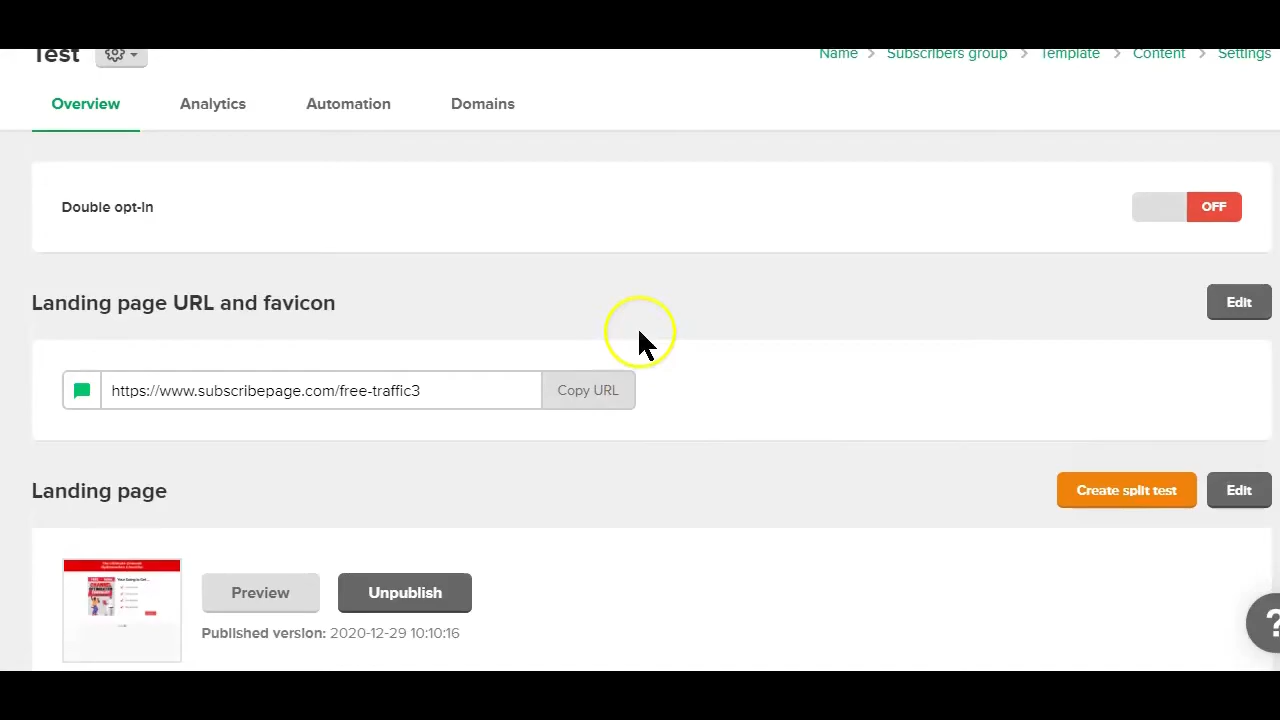 Test
Name > Subscribers group > Template > Content > Settings
Overview Analytics Automation Domains
Double opt-in
OFF
Landing page URL and favicon
Edit
https://www.subscribepage.com/free-traffic3
Copy URL
Landing page
Create split test
Edit
Preview
Unpublish
Published version: 2020-12-29 10:10:16
?